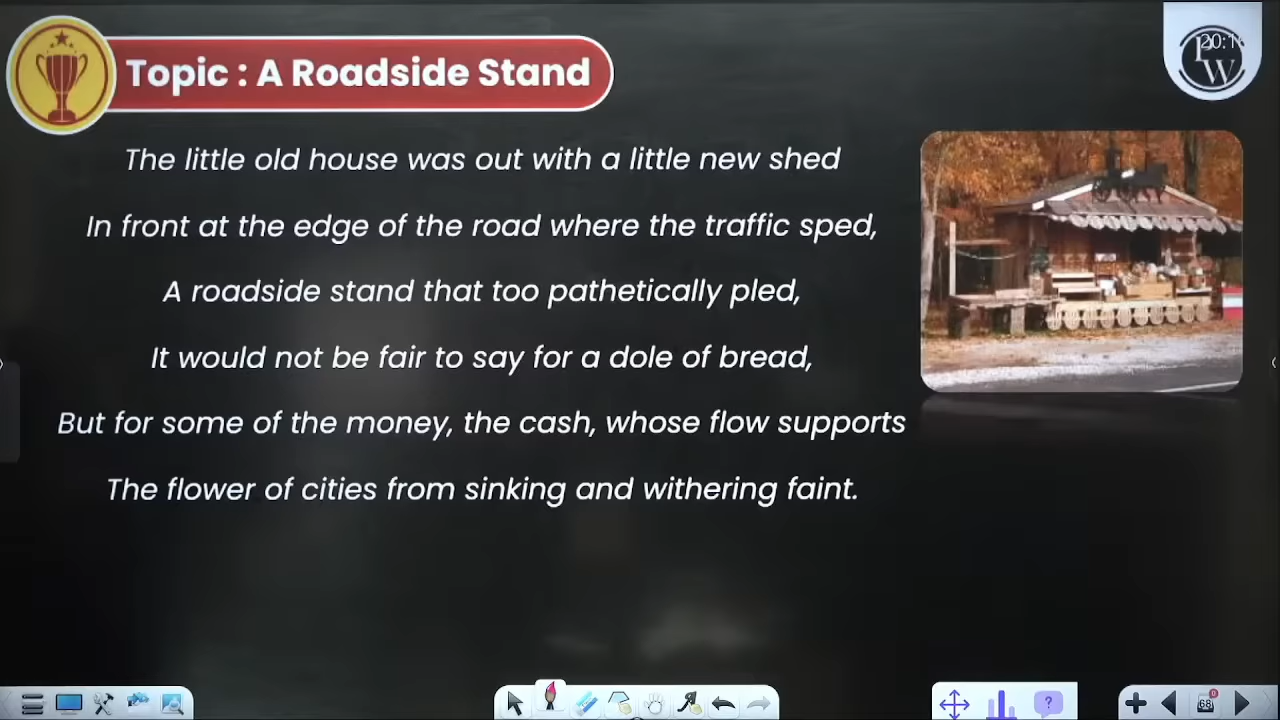 Topic : A Roadside Stand
The little old house was out with a little new shed
In front at the edge of the road where the traffic sped,
A roadside stand that too pathetically pled,
It would not be fair to say for a dole of bread,
But for some of the money, the cash, whose flow supports
The flower of cities from sinking and withering faint.
PW
68